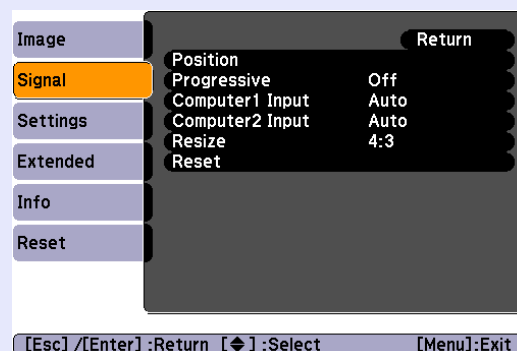 Image
Signal
Settings
Extended
Info
Reset
Return
Position
Progressive Off
Computer1 Input Auto
Computer2 Input Auto
Resize 4:3
Reset
[Esc] /[Enter] :Return [◆] :Select [Menu]:Exit